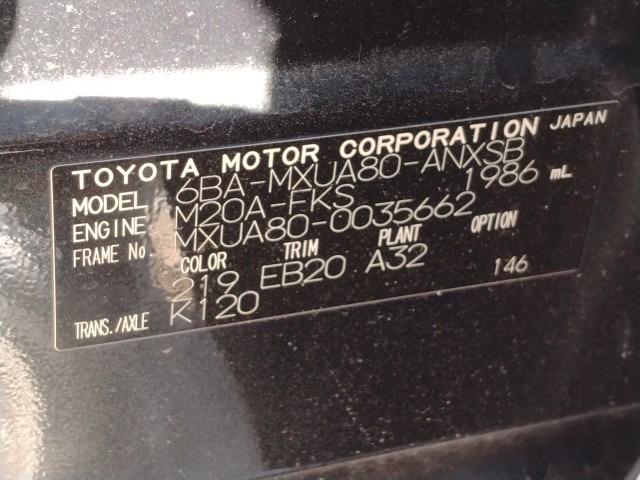 TOYOTA MOTOR CORPORATION JAPAN
MODEL 6BA-MXUA80-ANXSB
ENGINE M20A-FKS 1986 mL
FRAME No. MXUA80-0035662
COLOR TRIM PLANT OPTION
219 EB20 A32 146
TRANS./AXLE K120